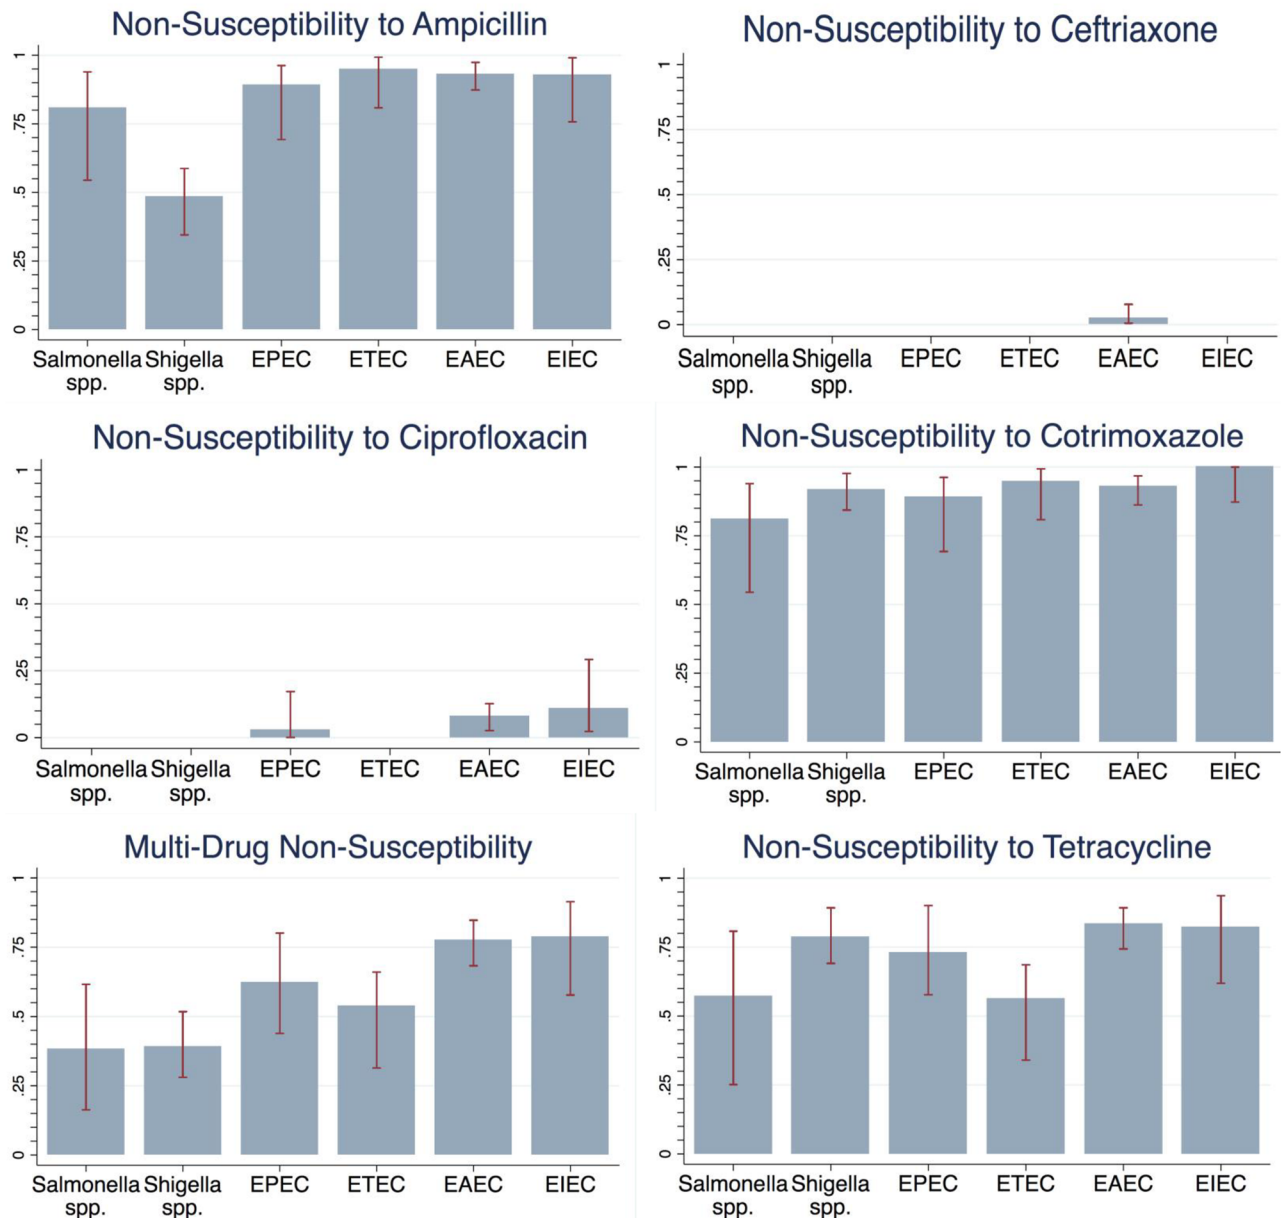 Non-Susceptibility to Ampicillin
1
.75
.5
.25
0
Salmonella Shigella EPEC ETEC EAEC EIEC
spp. spp.
Non-Susceptibility to Ceftriaxone
1
.75
.5
.25
0
Salmonella Shigella EPEC ETEC EAEC EIEC
spp. spp.
Non-Susceptibility to Ciprofloxacin
1
.75
.5
.25
0
Salmonella Shigella EPEC ETEC EAEC EIEC
spp. spp.
Non-Susceptibility to Cotrimoxazole
1
.75
.5
.25
0
Salmonella Shigella EPEC ETEC EAEC EIEC
spp. spp.
Multi-Drug Non-Susceptibility
1
.75
.5
.25
0
Salmonella Shigella EPEC ETEC EAEC EIEC
spp. spp.
Non-Susceptibility to Tetracycline
1
.75
.5
.25
0
Salmonella Shigella EPEC ETEC EAEC EIEC
spp. spp.